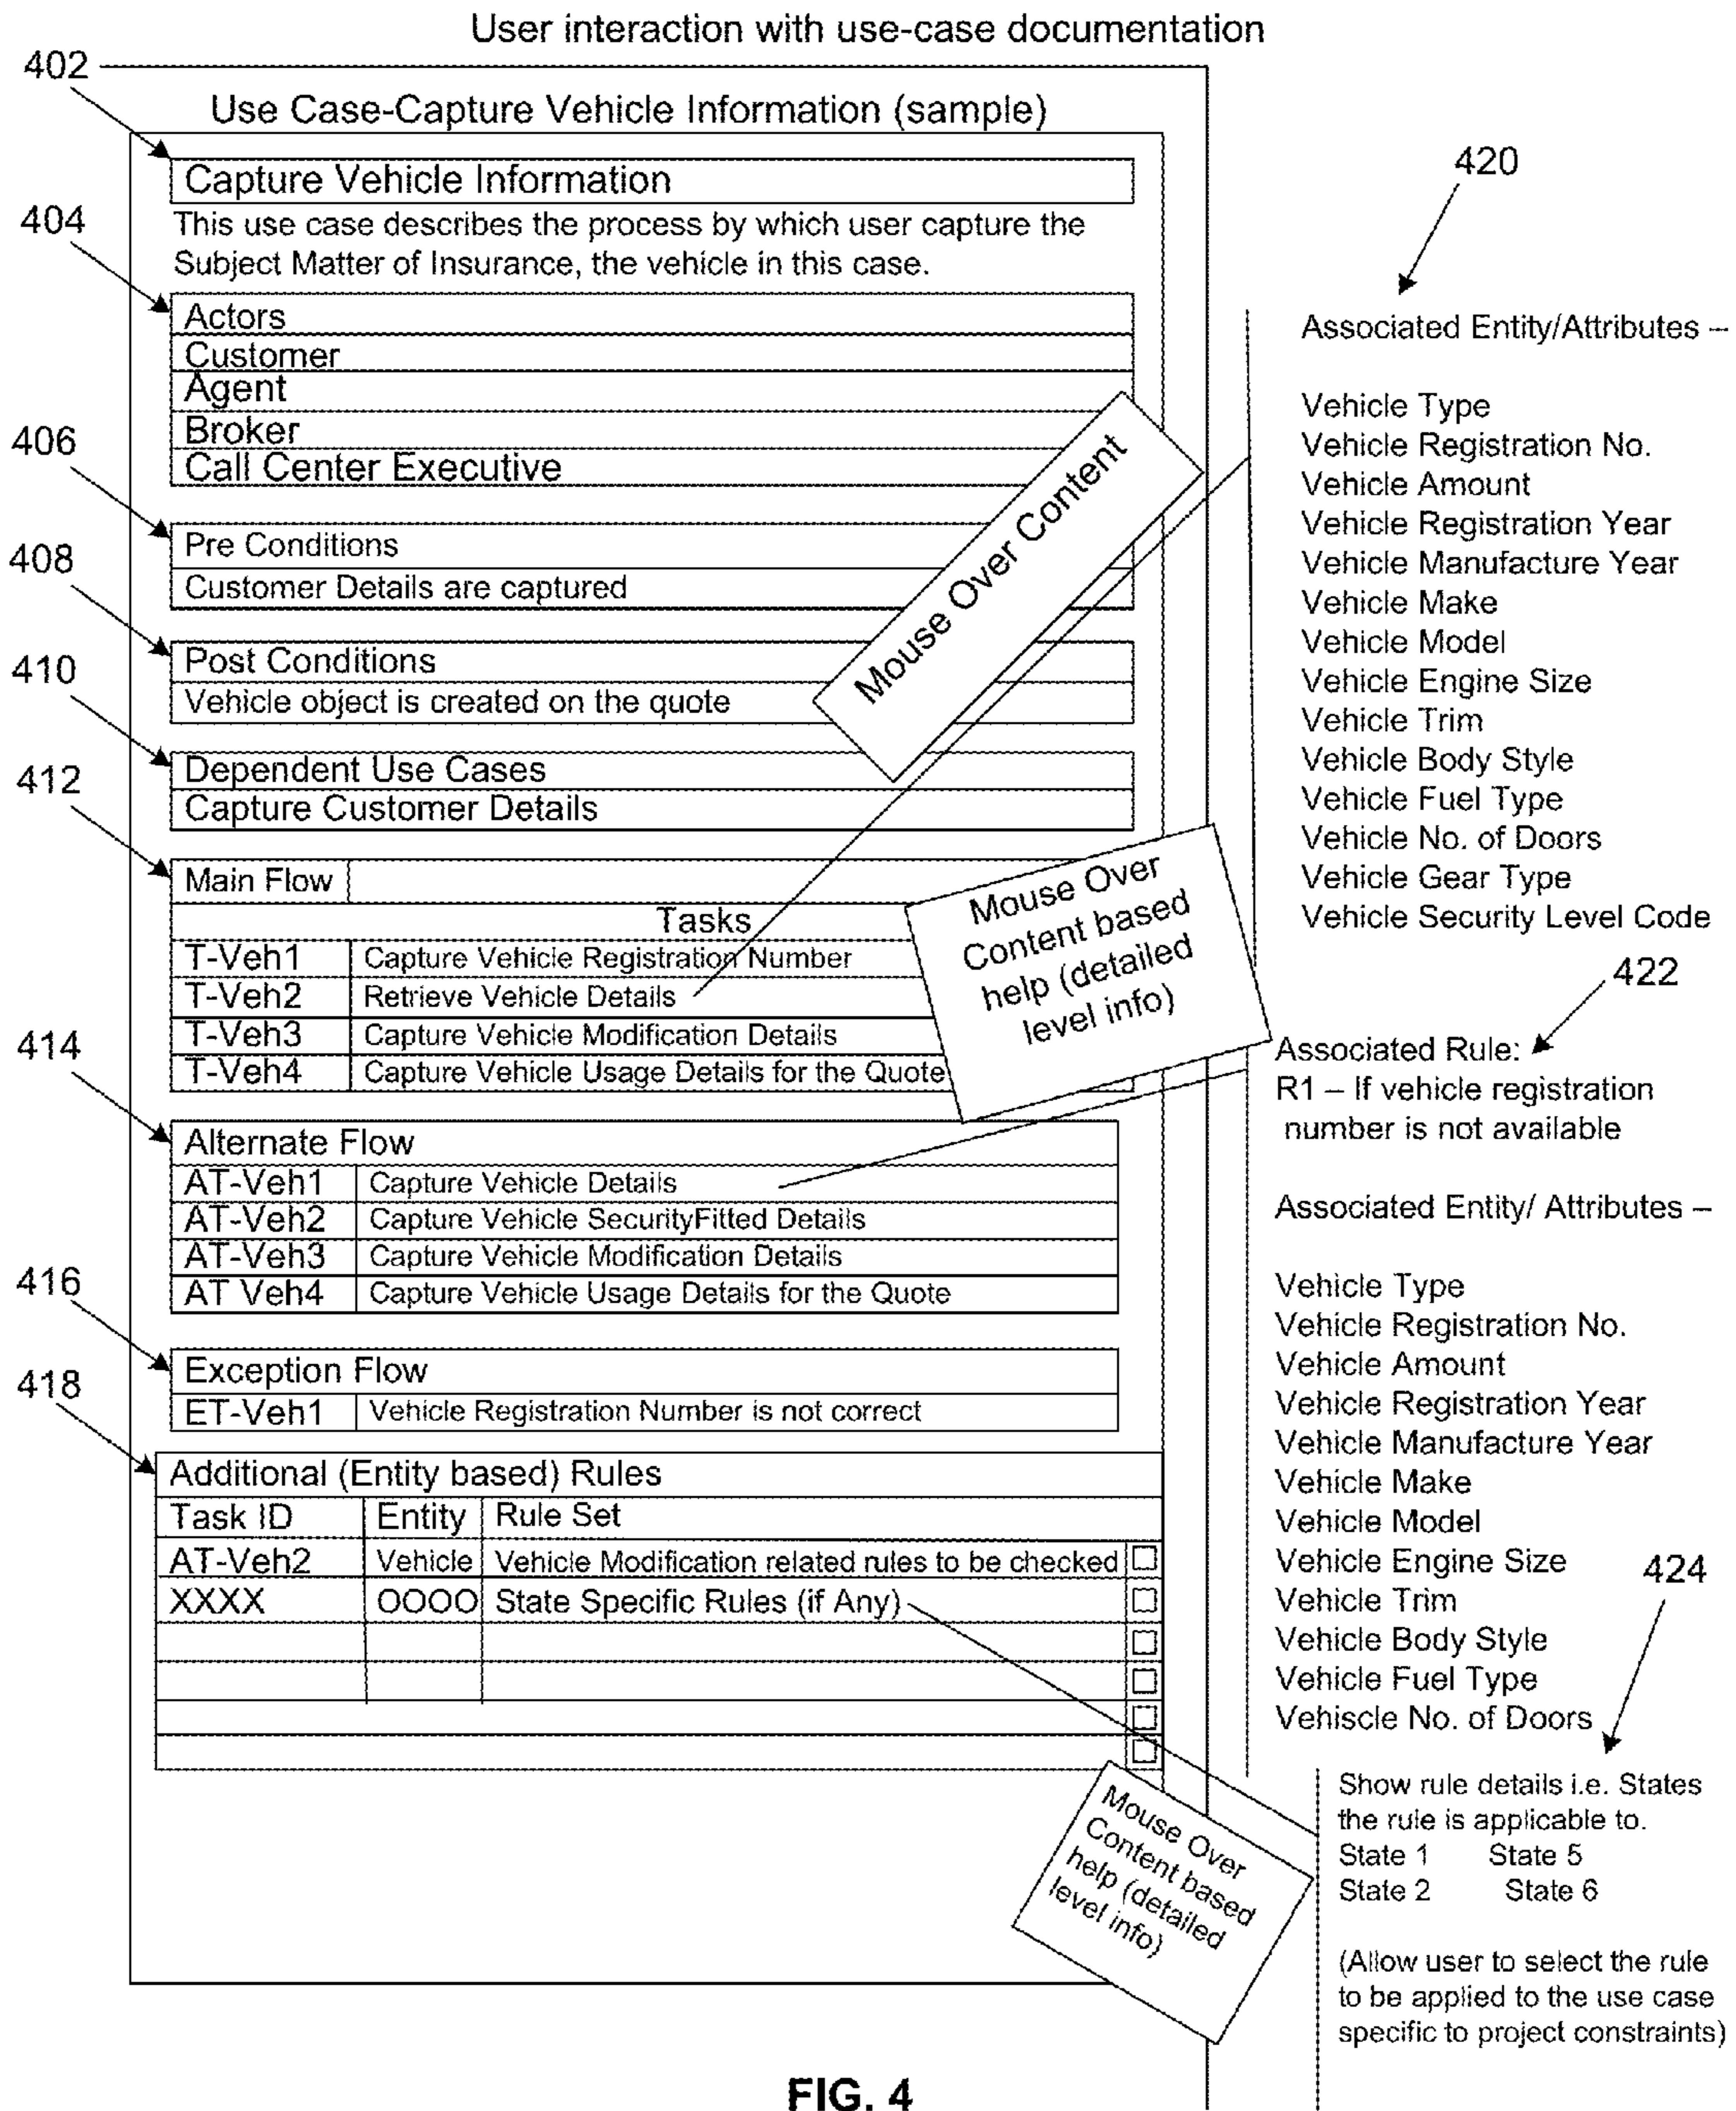 User interaction with use-case documentation
402
Use Case-Capture Vehicle Information (sample)
Capture Vehicle Information
404
This use case describes the process by which user capture the
Subject Matter of Insurance, the vehicle in this case.
Actors
Customer
Agent
Broker
Call Center Executive
406
Pre Conditions
Customer Details are captured
408
Post Conditions
Vehicle object is created on the quote
410
Dependent Use Cases
Capture Customer Details
412
Main Flow
Tasks
T-Veh1 Capture Vehicle Registration Number
T-Veh2 Retrieve Vehicle Details
T-Veh3 Capture Vehicle Modification Details
T-Veh4 Capture Vehicle Usage Details for the Quote
414
Alternate Flow
AT-Veh1 Capture Vehicle Details
AT-Veh2 Capture Vehicle SecurityFitted Details
AT-Veh3 Capture Vehicle Modification Details
AT Veh4 Capture Vehicle Usage Details for the Quote
416
Exception Flow
ET-Veh1 Vehicle Registration Number is not correct
418
Additional (Entity based) Rules
Task ID Entity Rule Set
AT-Veh2 Vehicle Vehicle Modification related rules to be checked
XXXX OOOO State Specific Rules (if Any)
Mouse Over Content
Mouse Over
Content based
help (detailed
level info)
Mouse Over
Content based
help (detailed
level info)
420
Associated Entity/Attributes –
Vehicle Type
Vehicle Registration No.
Vehicle Amount
Vehicle Registration Year
Vehicle Manufacture Year
Vehicle Make
Vehicle Model
Vehicle Engine Size
Vehicle Trim
Vehicle Body Style
Vehicle Fuel Type
Vehicle No. of Doors
Vehicle Gear Type
Vehicle Security Level Code
422
Associated Rule:
R1 – If vehicle registration
number is not available
Associated Entity/ Attributes –
Vehicle Type
Vehicle Registration No.
Vehicle Amount
Vehicle Registration Year
Vehicle Manufacture Year
Vehicle Make
Vehicle Model
Vehicle Engine Size
Vehicle Trim
Vehicle Body Style
Vehicle Fuel Type
Vehiscle No. of Doors
424
Show rule details i.e. States
the rule is applicable to.
State 1 State 5
State 2 State 6
(Allow user to select the rule
to be applied to the use case
specific to project constraints)
FIG. 4